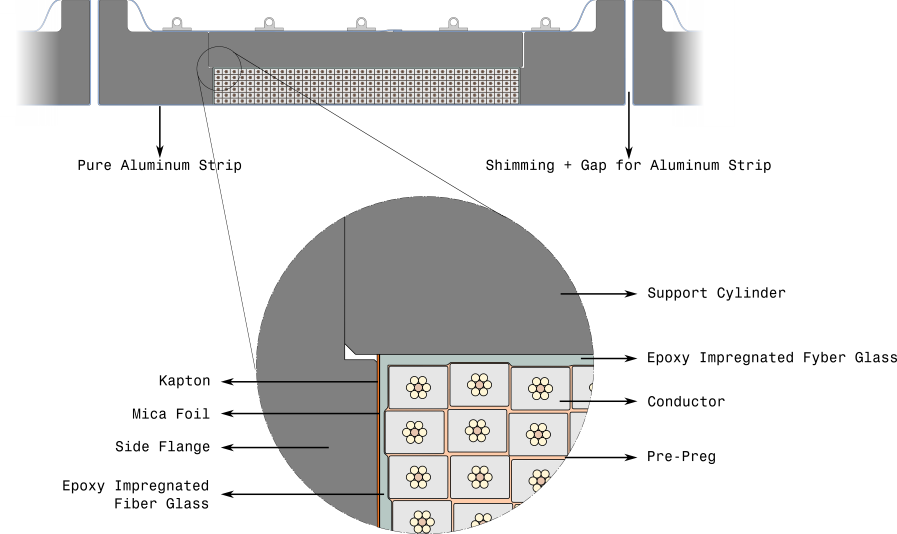 Pure Aluminum Strip
Shimming + Gap for Aluminum Strip
Support Cylinder
Epoxy Impregnated Fyber Glass
Kapton
Conductor
Mica Foil
Side Flange
Pre-Preg
Epoxy Impregnated
Fiber Glass